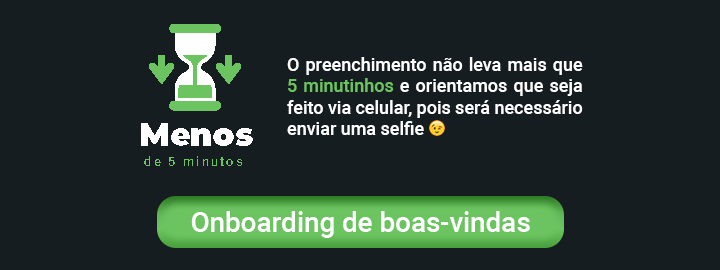 O preenchimento não leva mais que
5 minutinhos e orientamos que seja
feito via celular, pois será necessário
enviar uma selfie 😉
Menos
de 5 minutos
Onboarding de boas-vindas